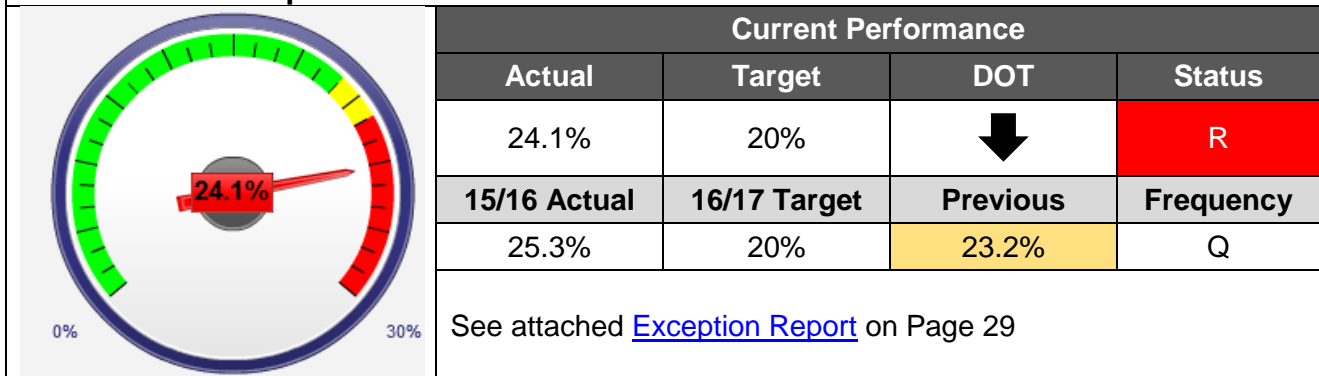 Current Performance
Actual Target DOT Status
24.1% 20% R
15/16 Actual 16/17 Target Previous Frequency
25.3% 20% 23.2% Q
See attached Exception Report on Page 29
24.1%
0% 30%